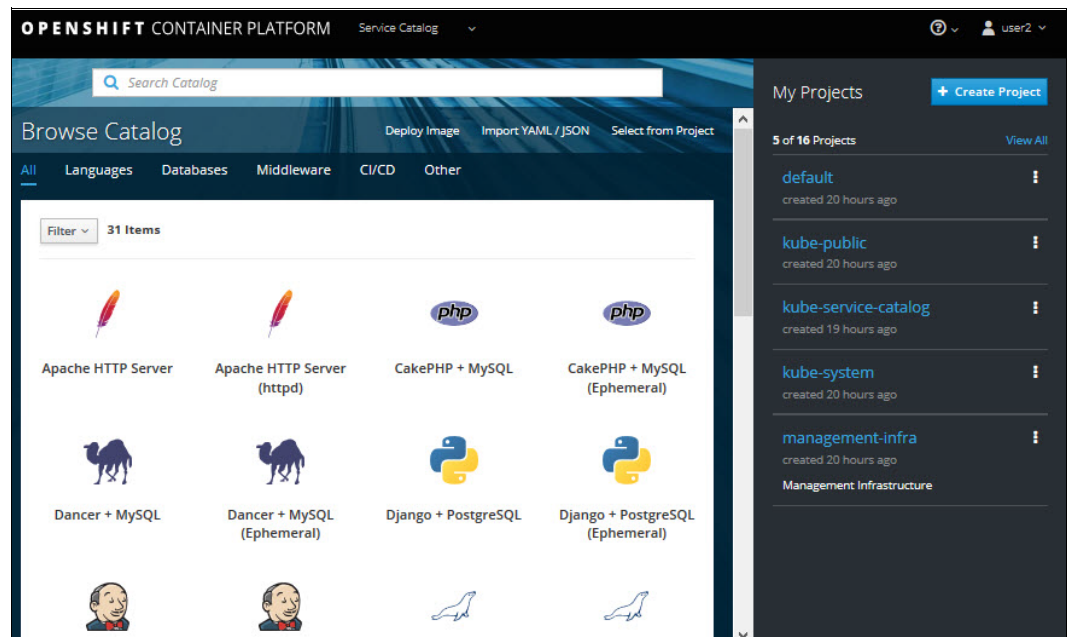 OPENSHIFT CONTAINER PLATFORM
Service Catalog
user2
Search Catalog
Browse Catalog
Deploy Image
Import YAML / JSON
Select from Project
All
Languages
Databases
Middleware
CI/CD
Other
Filter
31 Items
php
php
Apache HTTP Server
Apache HTTP Server
(httpd)
CakePHP + MySQL
CakePHP + MySQL
(Ephemeral)
Dancer + MySQL
Dancer + MySQL
(Ephemeral)
Django + PostgreSQL
Django + PostgreSQL
(Ephemeral)
My Projects
+ Create Project
5 of 16 Projects
View All
default
created 20 hours ago
kube-public
created 20 hours ago
kube-service-catalog
created 19 hours ago
kube-system
created 20 hours ago
management-infra
created 20 hours ago
Management Infrastructure